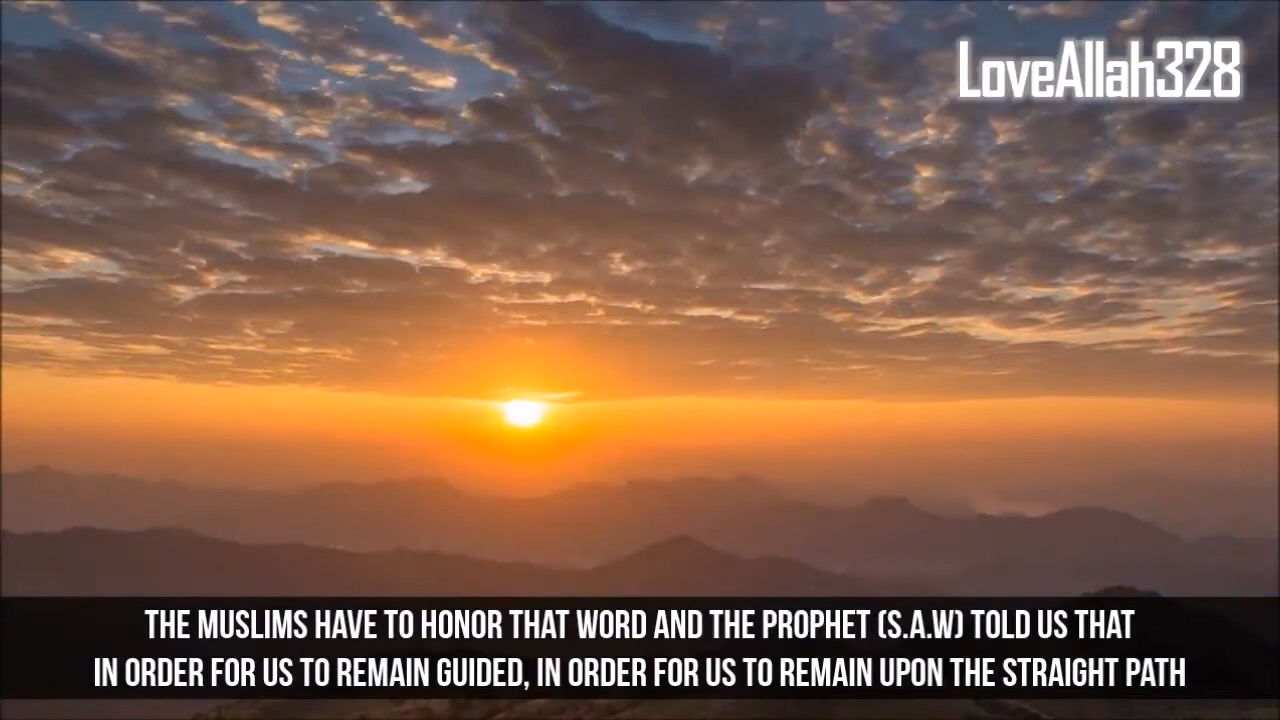 LoveAllah328
THE MUSLIMS HAVE TO HONOR THAT WORD AND THE PROPHET (S.A.W) TOLD US THAT
IN ORDER FOR US TO REMAIN GUIDED, IN ORDER FOR US TO REMAIN UPON THE STRAIGHT PATH